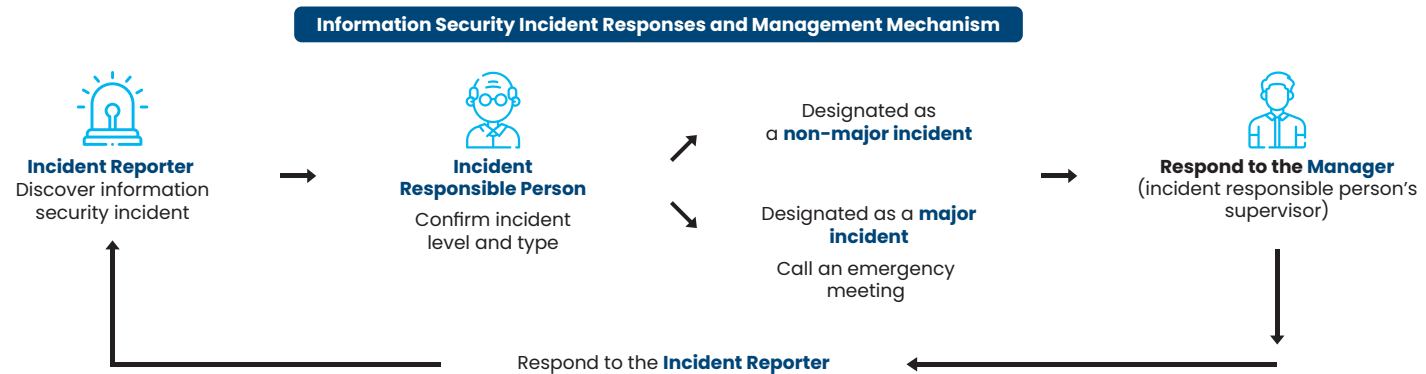 Information Security Incident Responses and Management Mechanism
Incident Reporter
Discover information
security incident
Incident
Responsible Person
Confirm incident
level and type
Designated as
a non-major incident
Designated as a major
incident
Call an emergency
meeting
Respond to the Manager
(incident responsible person's
supervisor)
Respond to the Incident Reporter